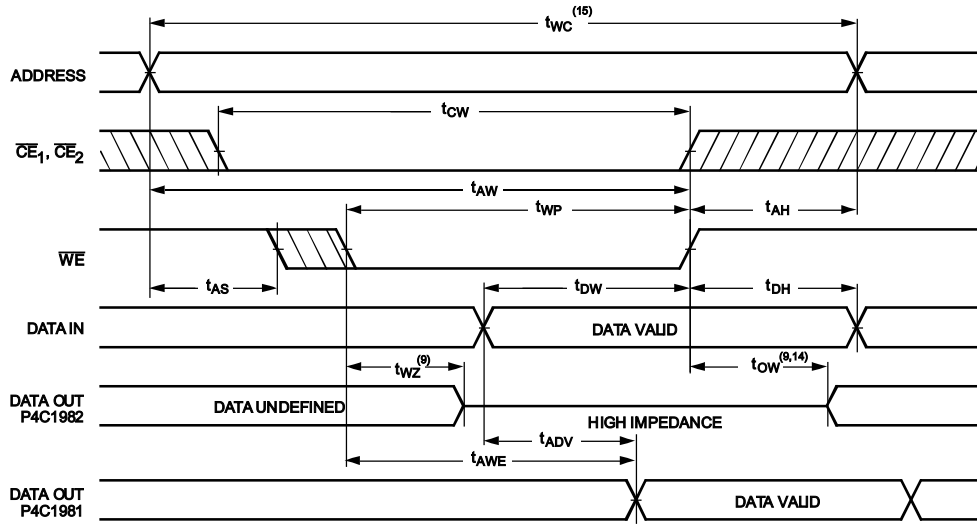 tWC(15)
ADDRESS
tCW
CE1, CE2
tAW
tWP
tAH
WE
tAS
tDW
tDH
DATA IN
DATA VALID
tWZ(9)
tOW(9,14)
DATA OUT
P4C1982
DATA UNDEFINED
HIGH IMPEDANCE
tADV
tAWE
DATA OUT
P4C1981
DATA VALID